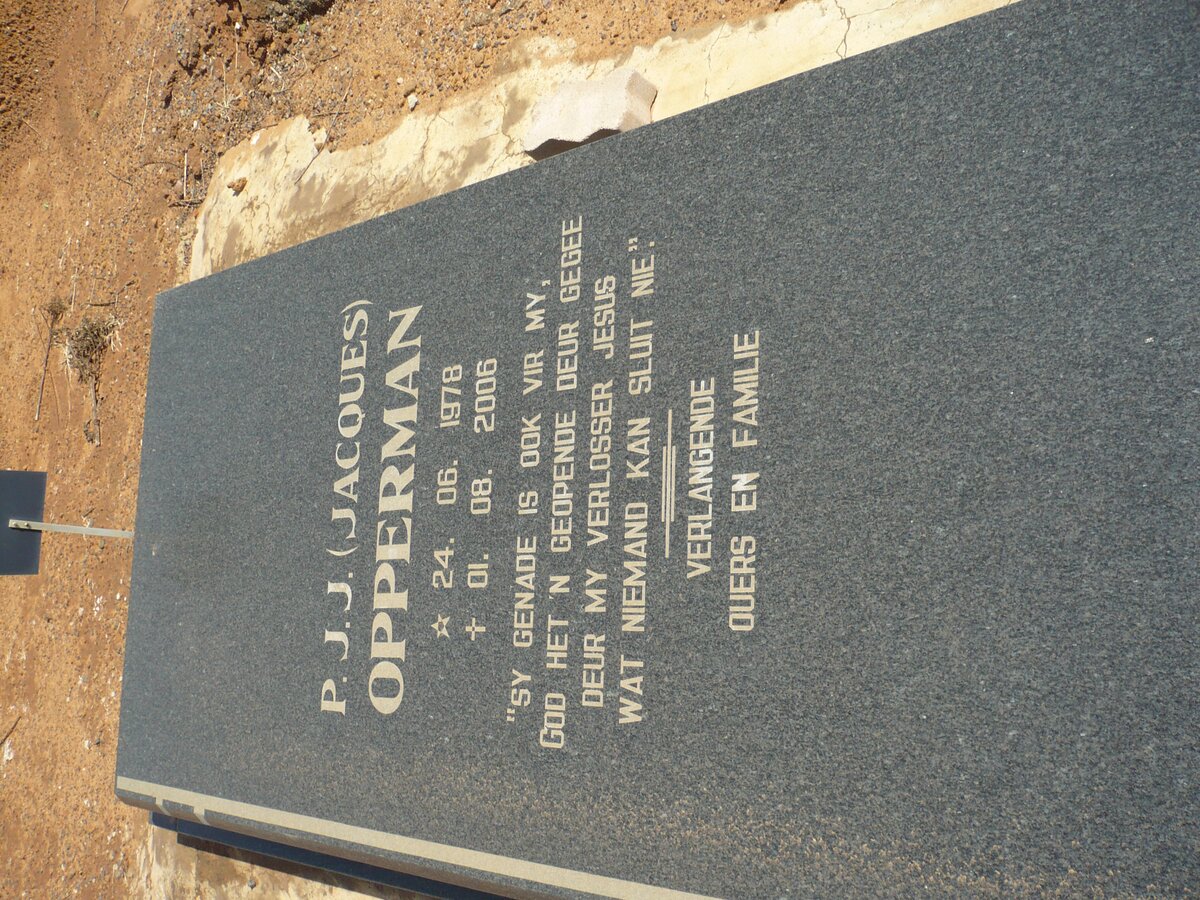 P. J. J. (JACQUES)
OPPERMAN
☆ 24. 06. 1978
✝ 01. 08. 2006
"SY GENADE IS OOK VIR MY,
GOD HET 'N GEOPENDE DEUR GEGEE
DEUR MY VERLOSSER JESUS
WAT NIEMAND KAN SLUIT NIE".
VERLANGENDE
OUERS EN FAMILIE